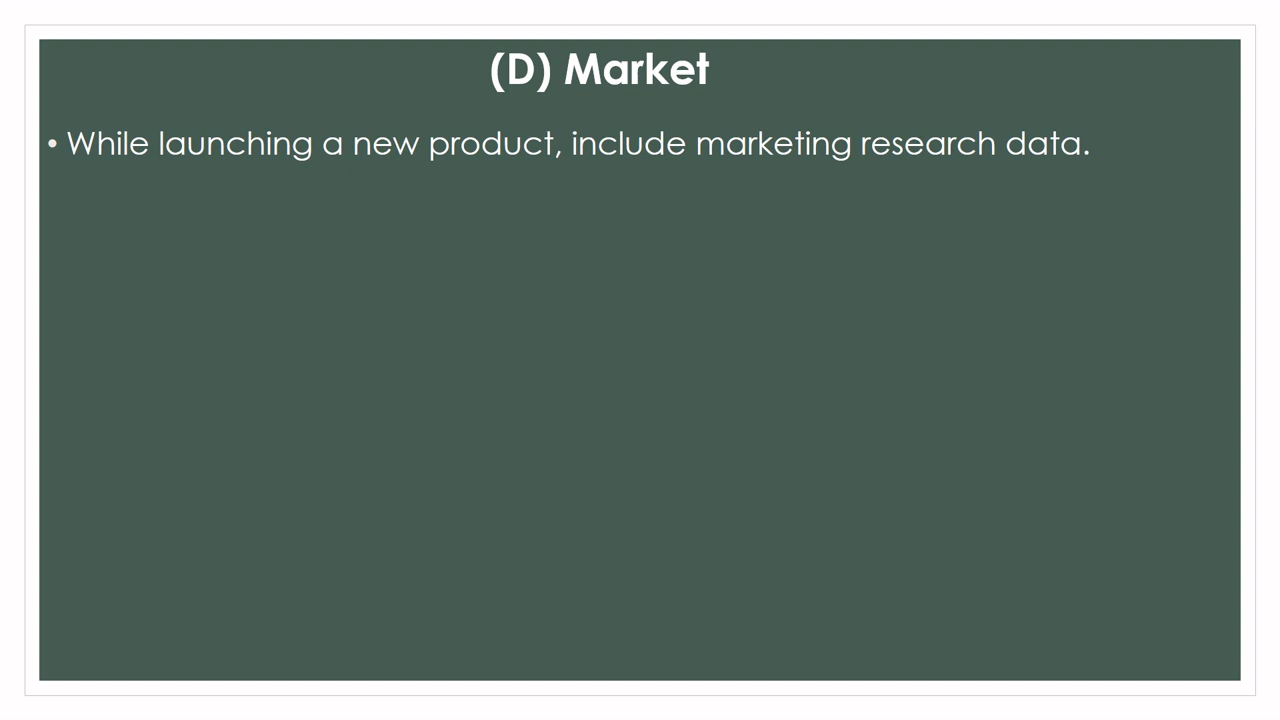 (D) Market
• While launching a new product, include marketing research data.